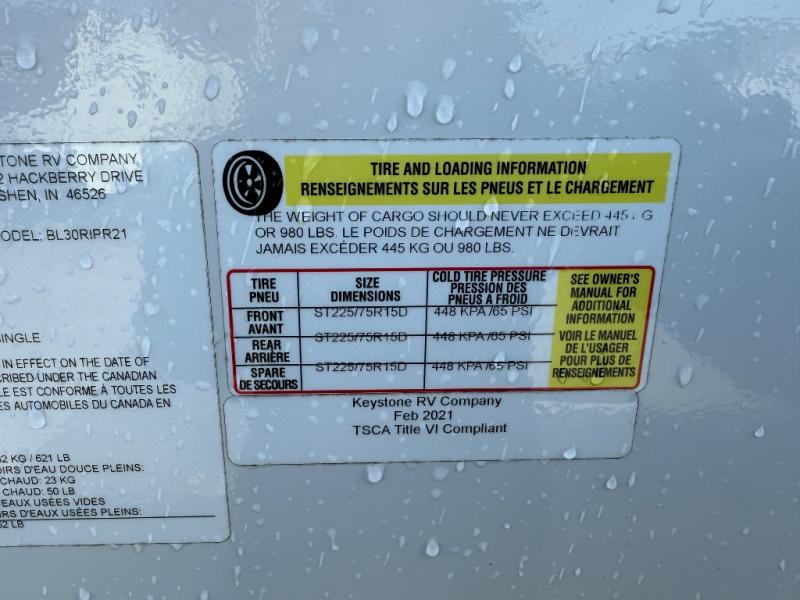 TONE RV COMPANY
2 HACKBERRY DRIVE
SHEN, IN 46526
ODEL: BL30RIPR21
INGLE
IN EFFECT ON THE DATE OF
CRIBED UNDER THE CANADIAN
LE EST CONFORME À TOUTES LES
ES AUTOMOBILES DU CANADA EN
32 KG / 621 LB
OIRS D'EAU DOUCE PLEINS:
CHAUD: 23 KG
CHAUD: 50 LB
EAUX USÉES VIDES
IRS D'EAUX USÉES PLEINS:
52 LB
TIRE AND LOADING INFORMATION
RENSEIGNEMENTS SUR LES PNEUS ET LE CHARGEMENT
THE WEIGHT OF CARGO SHOULD NEVER EXCEED 445 G
OR 980 LBS. LE POIDS DE CHARGEMENT NE DEVRAIT
JAMAIS EXCÉDER 445 KG OU 980 LBS.
TIRE
PNEU
SIZE
DIMENSIONS
COLD TIRE PRESSURE
PRESSION DES
PNEUS A FROID
FRONT
AVANT
ST225/75R15D
448 KPA /65 PSI
REAR
ARRIÈRE
ST225/75R15D
448 KPA /65 PSI
SPARE
DE SECOURS
ST225/75R15D
448 KPA /65 PSI
SEE OWNER'S
MANUAL FOR
ADDITIONAL
INFORMATION
VOIR LE MANUEL
DE L'USAGER
POUR PLUS DE
RENSEIGNEMENTS
Keystone RV Company
Feb 2021
TSCA Title VI Compliant